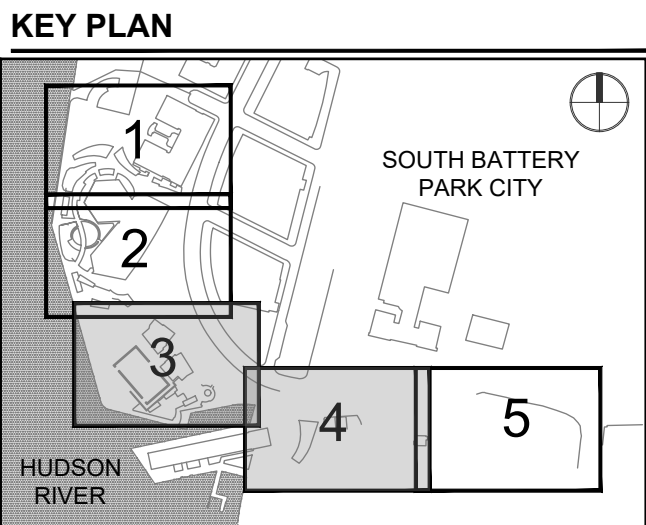 KEY PLAN
1
SOUTH BATTERY
PARK CITY
2
3
4
5
HUDSON
RIVER